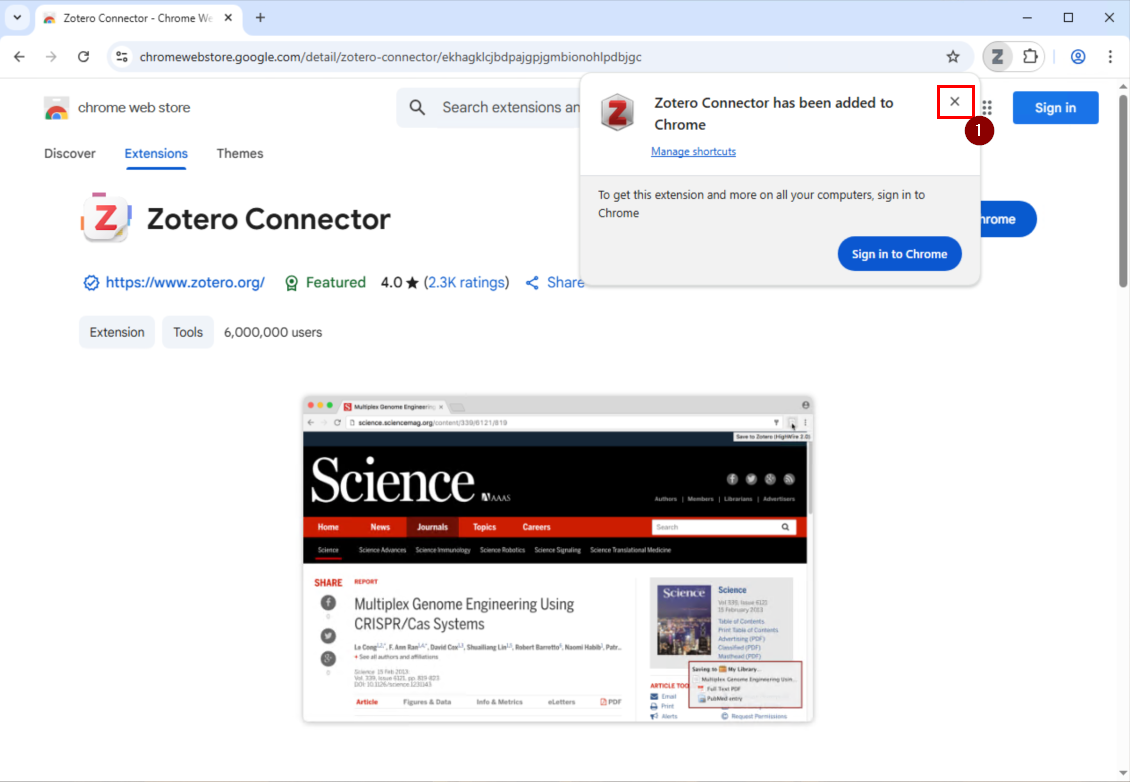 Zotero Connector - Chrome We
chromewebstore.google.com/detail/zotero-connector/ekhagklcjbdpajgpjgmbionohlpdbjgc
Z
chrome web store
Search extensions an
Sign in
Zotero Connector has been added to
Chrome
Manage shortcuts
1
Discover
Extensions
Themes
To get this extension and more on all your computers, sign in to
Chrome
Sign in to Chrome
Z
Zotero Connector
hrome
https://www.zotero.org/
Featured
4.0 ★ (2.3K ratings)
Share
Extension
Tools
6,000,000 users
Multiplex Genome Engineering
science.sciencemag.org/content/339/6121/819
Save to Zotero (HighWire 2.0)
Science
AAAS
Authors | Members | Librarians | Advertisers
Home
News
Journals
Topics
Careers
Search
Science
Science Advances
Science Immunology
Science Robotics
Science Signaling
Science Translational Medicine
SHARE
REPORT
Multiplex Genome Engineering Using
CRISPR/Cas Systems
Le Cong, F. Ann Ran, David Cox, Shuailiang Lin, Robert Barretto, Naomi Habib, Patr...
+ See all authors and affiliations
Science 15 Feb 2013:
Vol. 339, Issue 6121, pp. 819-823
DOI: 10.1126/science.1231143
Article
Figures & Data
Info & Metrics
eLetters
PDF
Science
Science
Vol 339, Issue 6121
15 February 2013
Table of Contents
Print Table of Contents
Advertising (PDF)
Classified (PDF)
Masthead (PDF)
ARTICLE TOO
Email
Print
Alerts
Request Permissions
Saving to My Library...
Multiplex Genome Engineering Usin...
Full Text PDF
PubMed entry